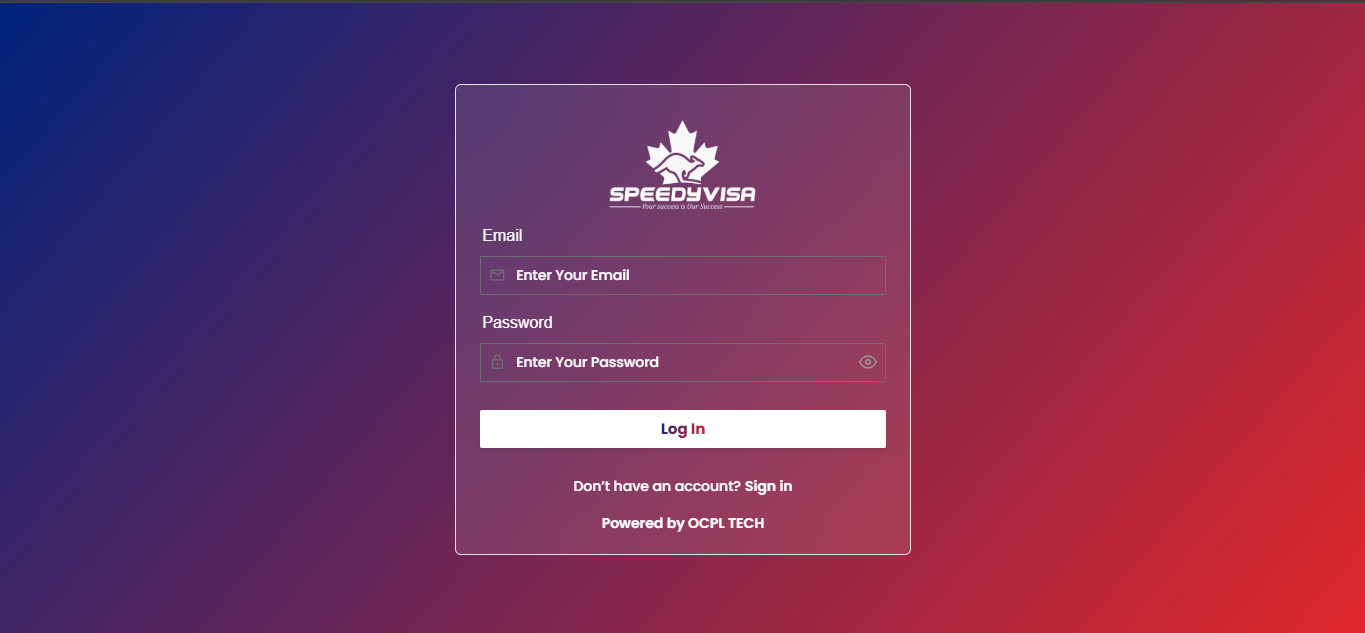 SPEEDYVISA
Your success is Our Success
Email
Enter Your Email
Password
Enter Your Password
Log In
Don’t have an account? Sign in
Powered by OCPL TECH